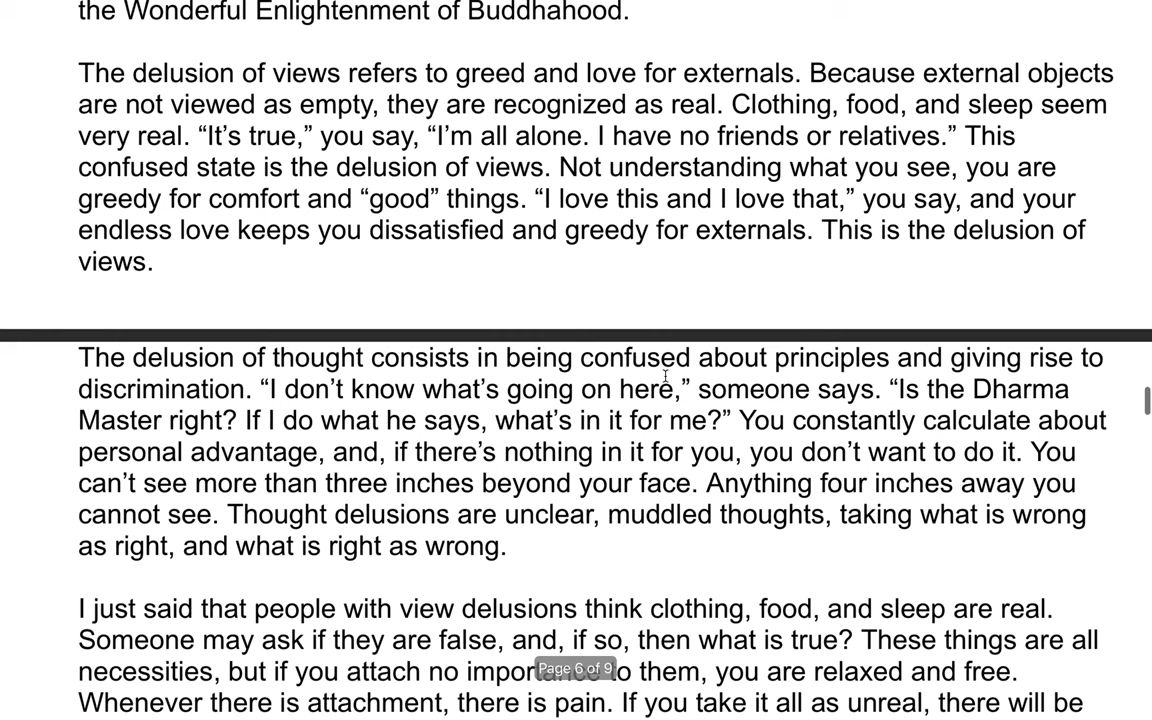 the Wonderful Enlightenment of Buddhahood.
The delusion of views refers to greed and love for externals. Because external objects
are not viewed as empty, they are recognized as real. Clothing, food, and sleep seem
very real. “It’s true,” you say, “I’m all alone. I have no friends or relatives.” This
confused state is the delusion of views. Not understanding what you see, you are
greedy for comfort and “good” things. “I love this and I love that,” you say, and your
endless love keeps you dissatisfied and greedy for externals. This is the delusion of
views.
The delusion of thought consists in being confused about principles and giving rise to
discrimination. “I don’t know what’s going on here,” someone says. “Is the Dharma
Master right? If I do what he says, what’s in it for me?” You constantly calculate about
personal advantage, and, if there’s nothing in it for you, you don’t want to do it. You
can’t see more than three inches beyond your face. Anything four inches away you
cannot see. Thought delusions are unclear, muddled thoughts, taking what is wrong
as right, and what is right as wrong.
I just said that people with view delusions think clothing, food, and sleep are real.
Someone may ask if they are false, and, if so, then what is true? These things are all
necessities, but if you attach no to them, you are relaxed and free.
Page 6 of 9
Whenever there is attachment, there is pain. If you take it all as unreal, there will be